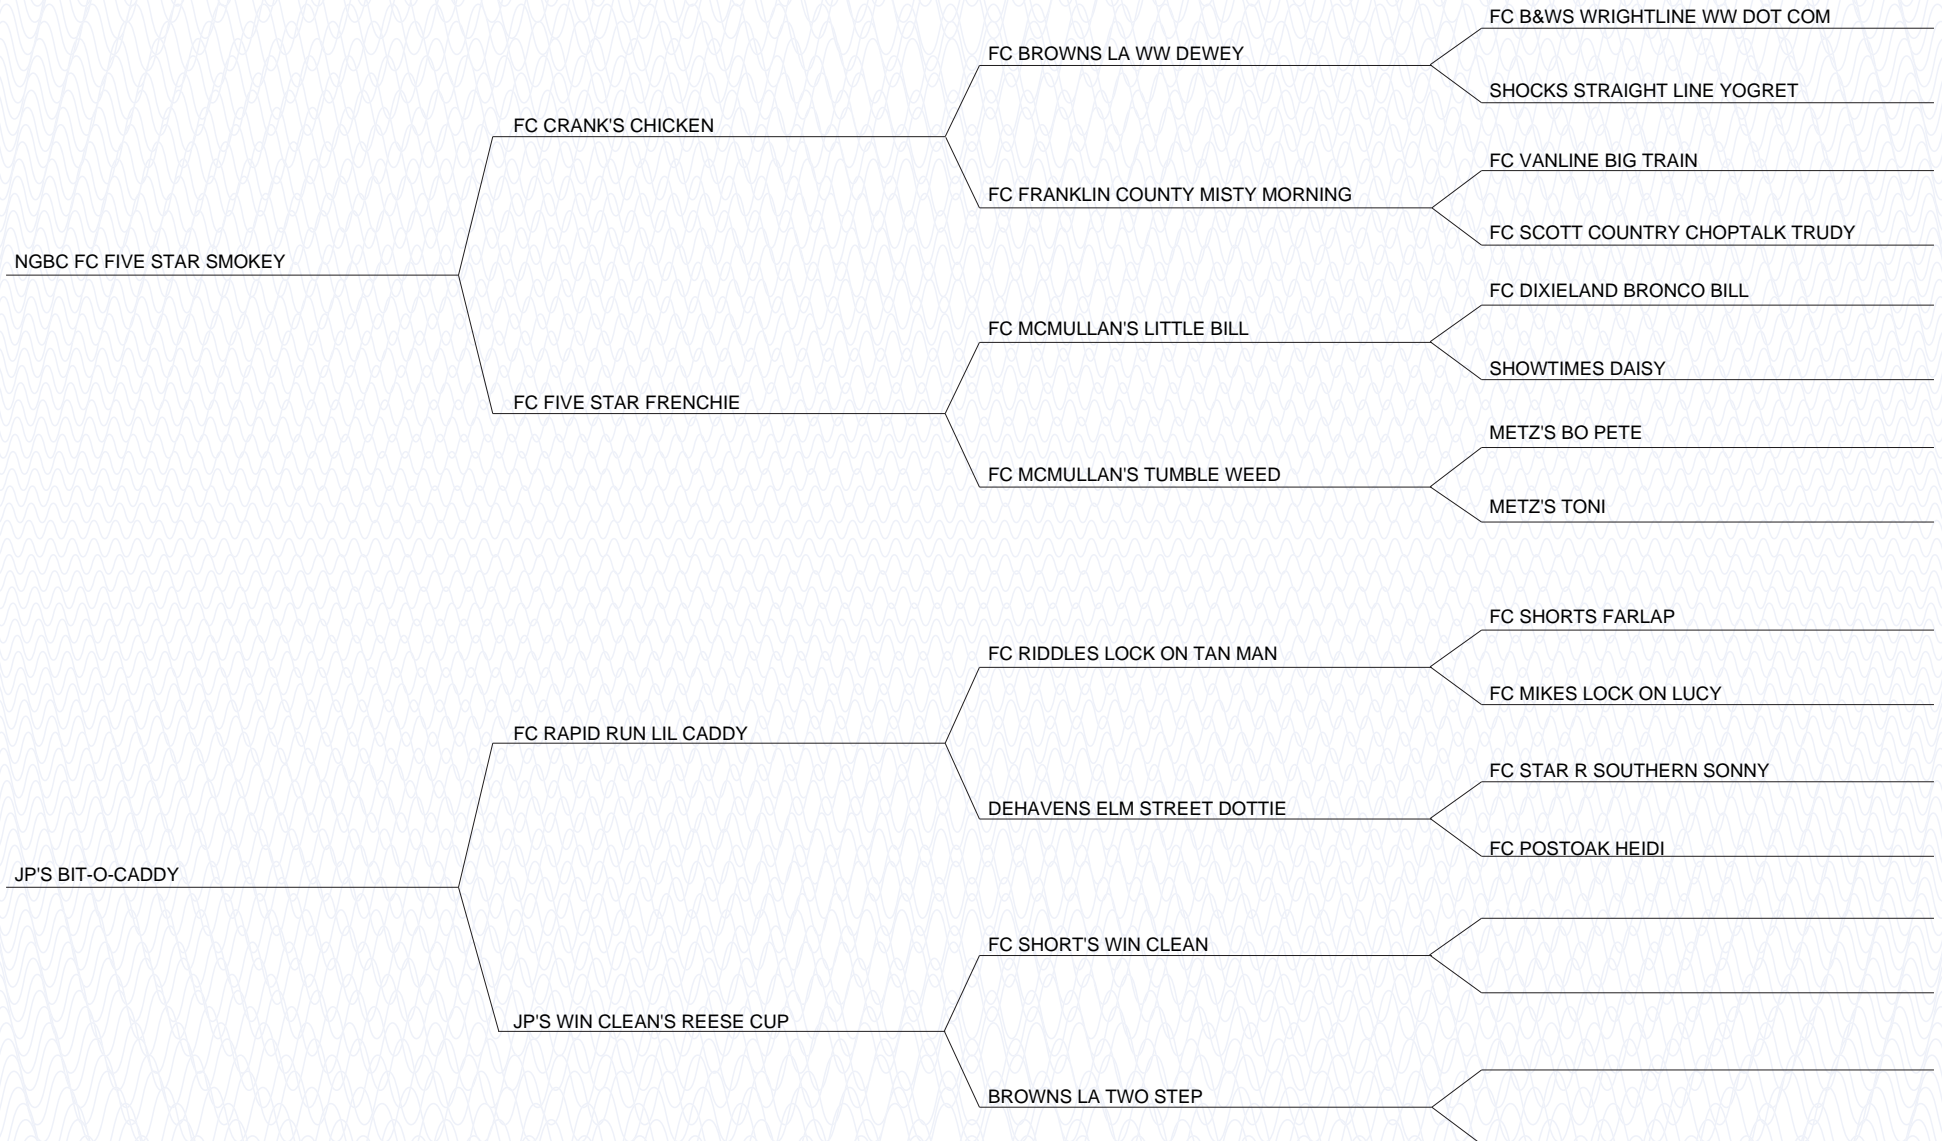 FC B&WS WRIGHTLINE WW DOT COM
FC BROWNS LA WW DEWEY
SHOCKS STRAIGHT LINE YOGRET
FC CRANK'S CHICKEN
FC VANLINE BIG TRAIN
FC FRANKLIN COUNTY MISTY MORNING
FC SCOTT COUNTRY CHOPTALK TRUDY
NGBC FC FIVE STAR SMOKEY
FC DIXIELAND BRONCO BILL
FC MCMULLAN'S LITTLE BILL
SHOWTIMES DAISY
FC FIVE STAR FRENCHIE
METZ'S BO PETE
FC MCMULLAN'S TUMBLE WEED
METZ'S TONI
FC SHORTS FARLAP
FC RIDDLES LOCK ON TAN MAN
FC MIKES LOCK ON LUCY
FC RAPID RUN LIL CADDY
FC STAR R SOUTHERN SONNY
DEHAVENS ELM STREET DOTTIE
FC POSTOAK HEIDI
JP'S BIT-O-CADDY
FC SHORT'S WIN CLEAN
JP'S WIN CLEAN'S REESE CUP
BROWNS LA TWO STEP